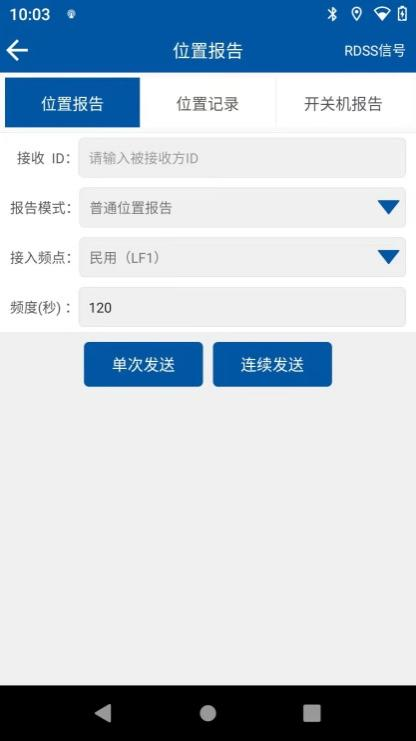 10:03
位置报告
RDSS信号
位置报告
位置记录
开关机报告
接收 ID：
请输入被接收方ID
报告模式：
普通位置报告
接入频点：
民用（LF1）
频度(秒) ：
120
单次发送
连续发送